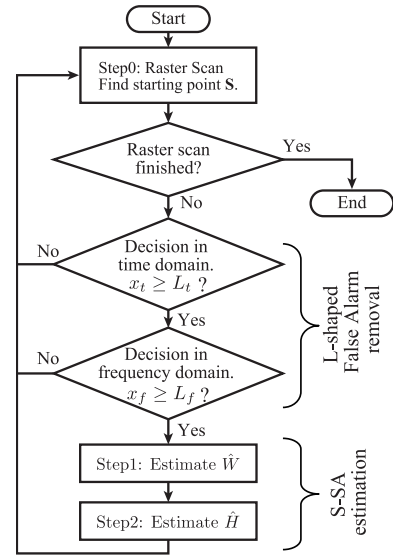 Start
Step0: Raster Scan
Find starting point S.
Raster scan
finished?
Yes
End
No
Decision in
time domain.
x_t ≥ L_t ?
No
Yes
Decision in
frequency domain.
x_f ≥ L_f ?
No
Yes
L-shaped
False Alarm
removal
Step1: Estimate Ŵ
Step2: Estimate Ĥ
S-SA
estimation